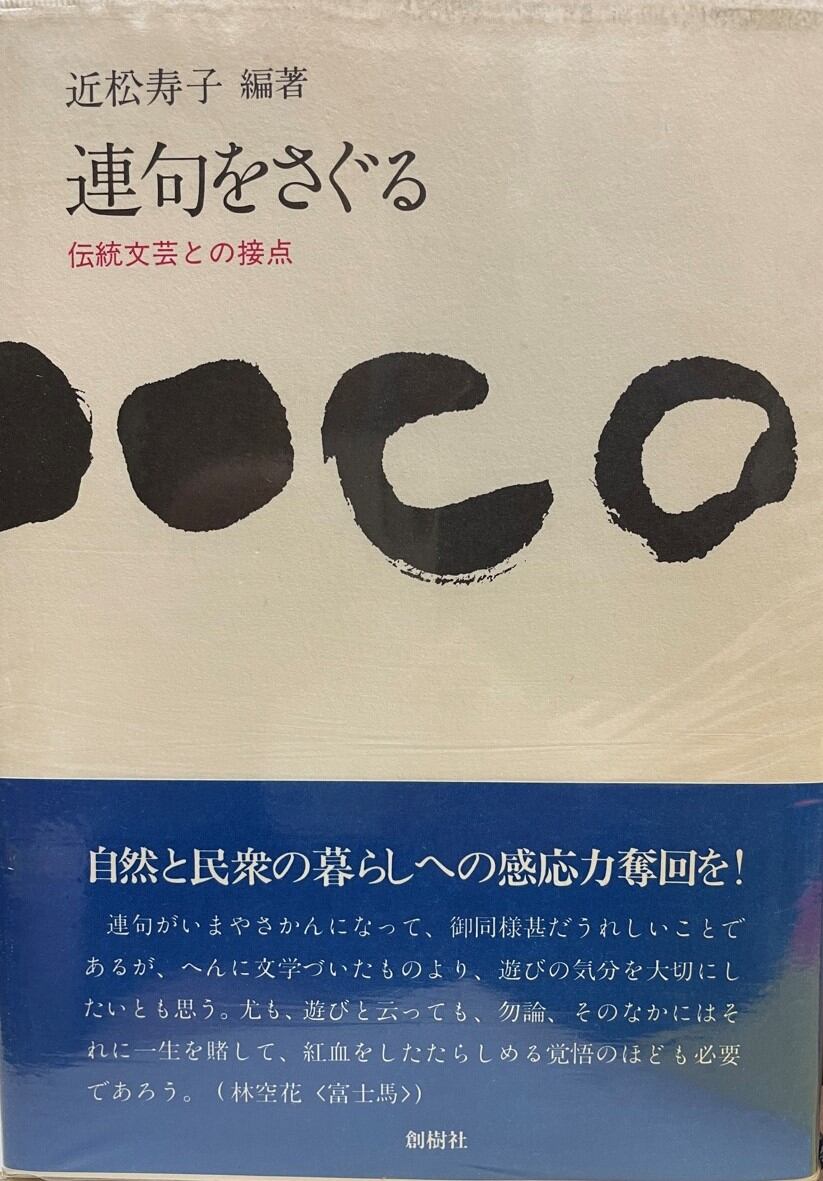 近松寿子 編著
連句をさぐる
伝統文芸との接点
自然と民衆の暮らしへの感応力奪回を！
連句がいまやさかんになって、御同様甚だうれしいことで
あるが、へんに文学づいたものより、遊びの気分を大切にし
たいとも思う。尤も、遊びと云っても、勿論、そのなかにはそ
れに一生を賭して、紅血をしたたらしめる覚悟のほども必要
であろう。（林空花〈富士馬〉）
創樹社